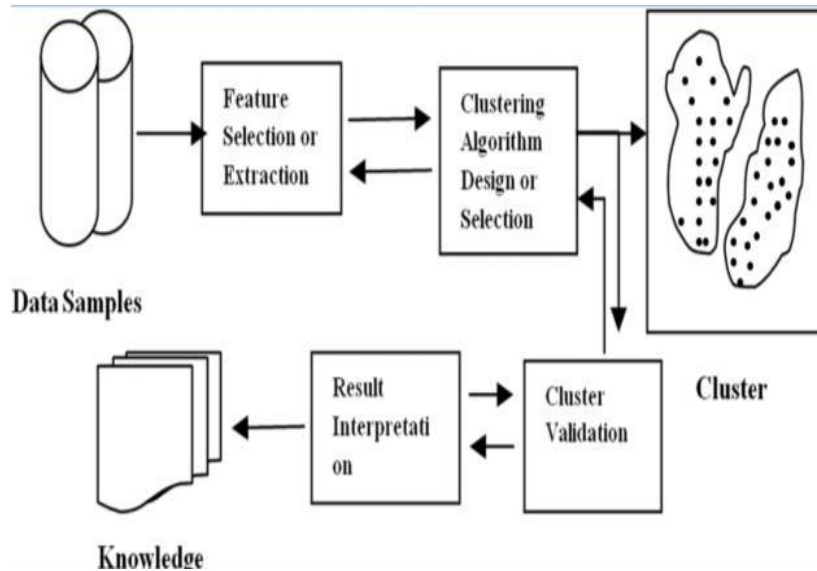 Feature
Selection or
Extraction
Clustering
Algorithm
Design or
Selection
Data Samples
Cluster
Result
Interpretati
on
Cluster
Validation
Knowledge